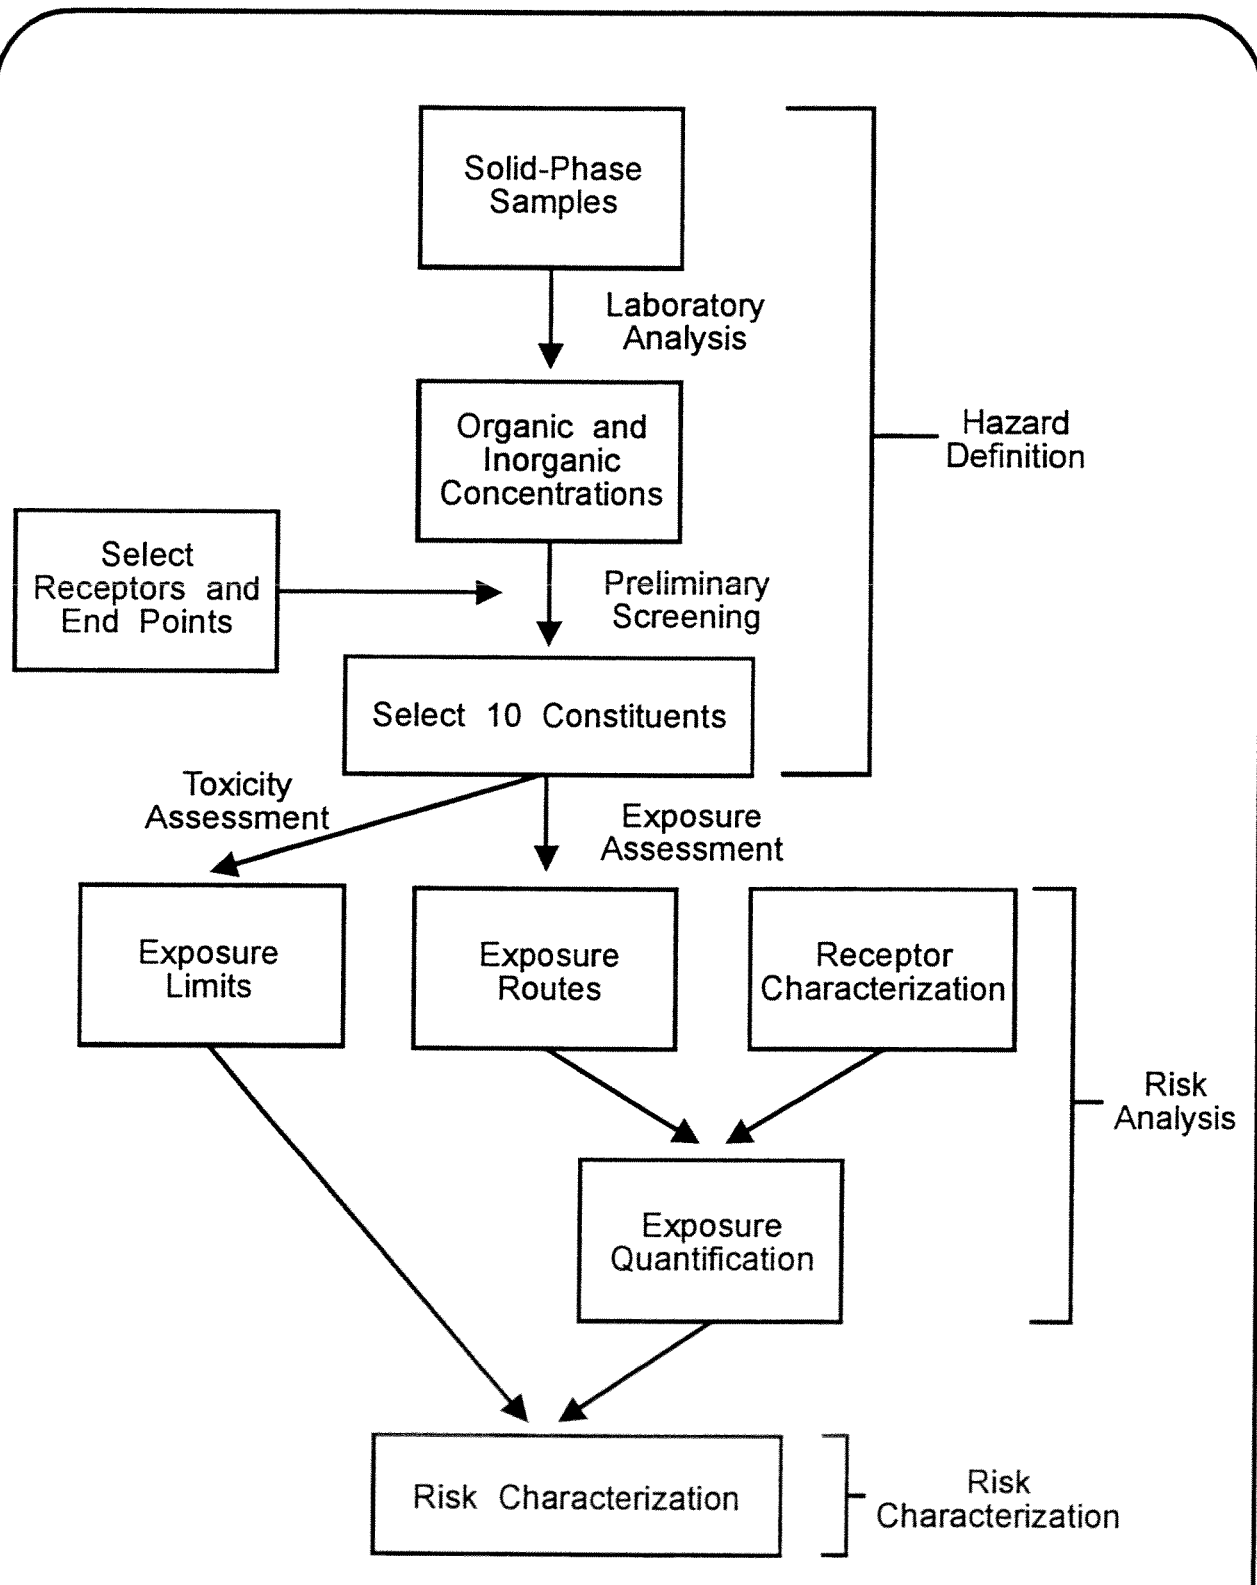 Solid-Phase
Samples
Laboratory
Analysis
Organic and
Inorganic
Concentrations
Hazard
Definition
Select
Receptors and
End Points
Preliminary
Screening
Select 10 Constituents
Toxicity
Assessment
Exposure
Assessment
Exposure
Limits
Exposure
Routes
Receptor
Characterization
Risk
Analysis
Exposure
Quantification
Risk Characterization
Risk
Characterization